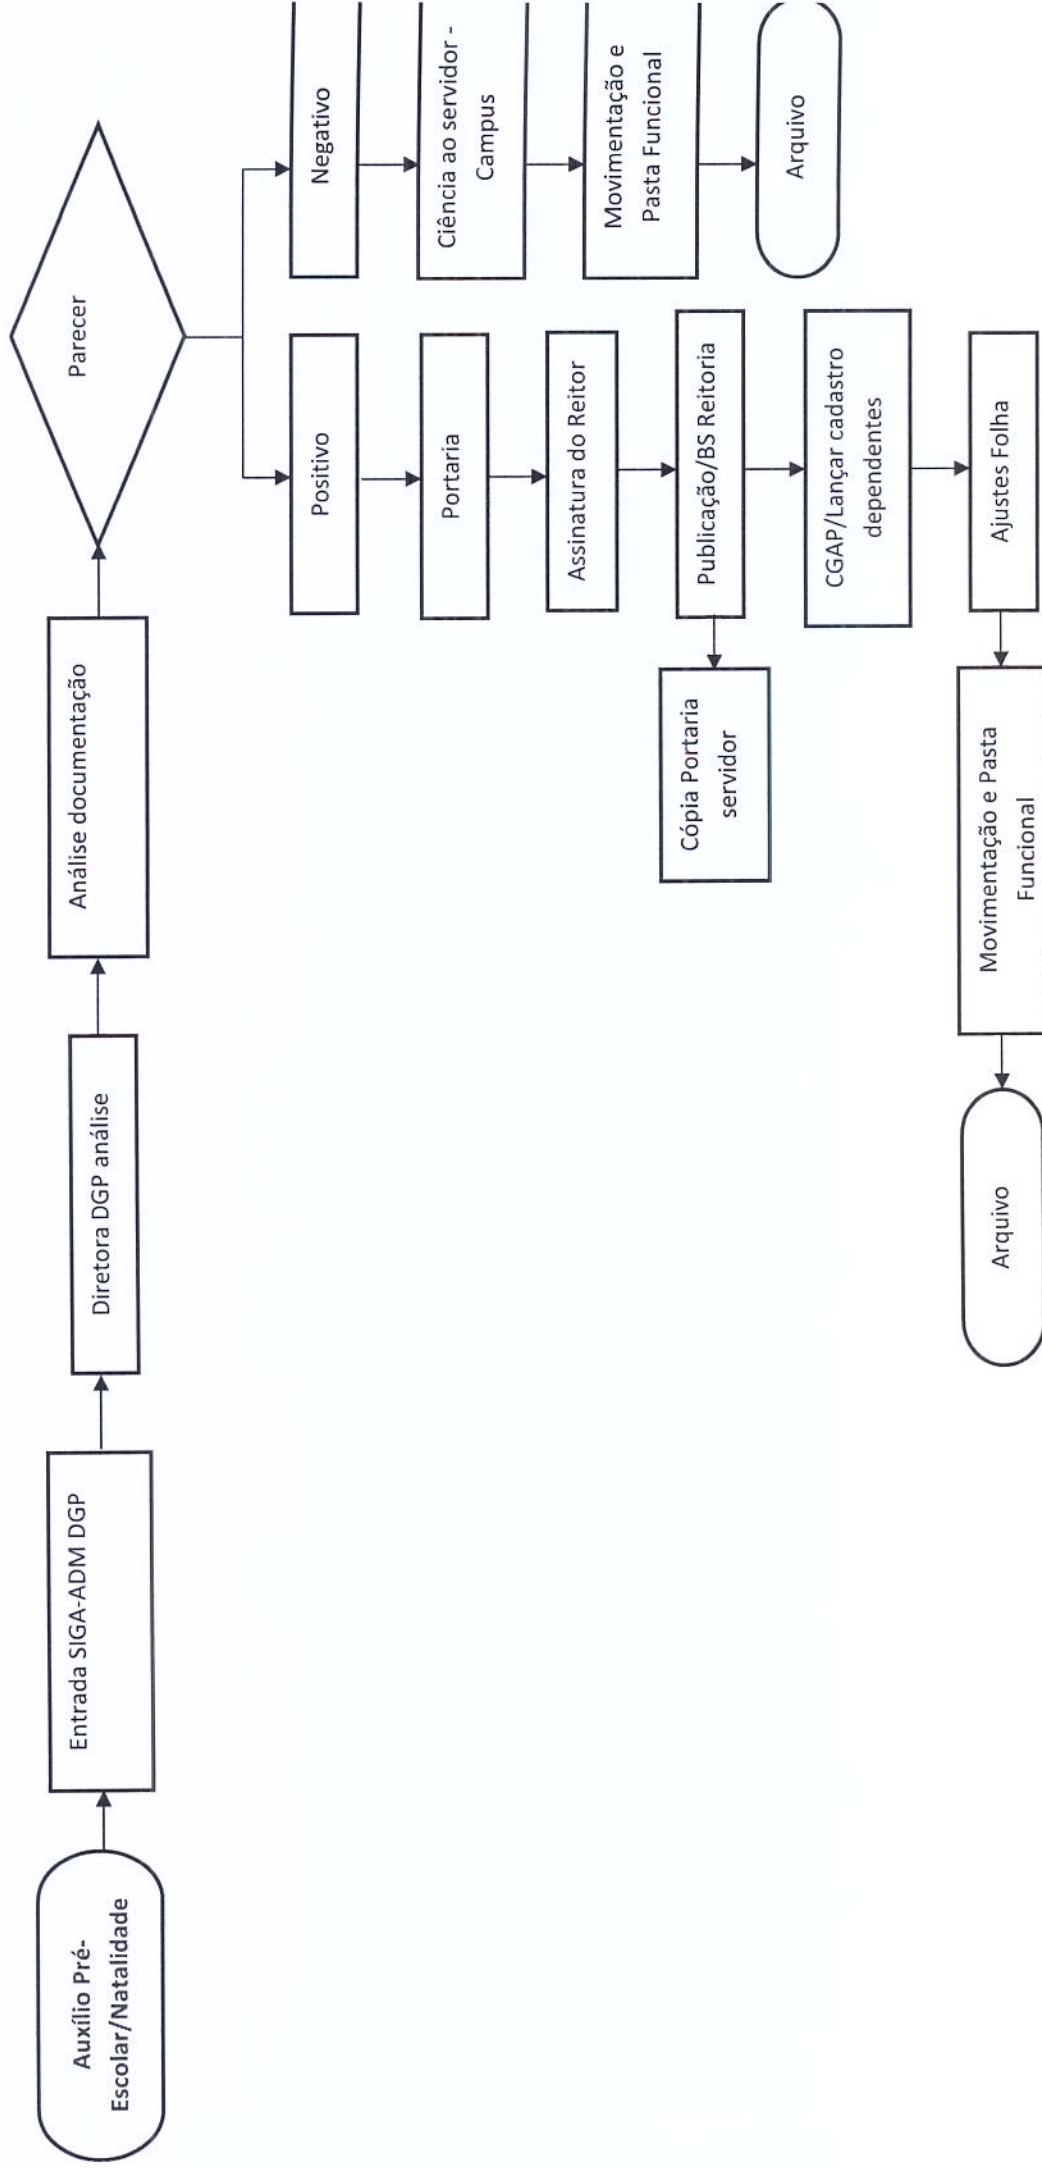 Auxílio Pré-
Escolar/Natalidade
Entrada SIGA-ADM DGP
Diretora DGP análise
Análise documentação
Parecer
Positivo
Portaria
Assinatura do Reitor
Publicação/BS Reitoria
Cópia Portaria
servidor
CGAP/Lançar cadastro
dependentes
Ajustes Folha
Movimentação e Pasta
Funcional
Arquivo
Negativo
Ciência ao servidor -
Campus
Movimentação e
Pasta Funcional
Arquivo